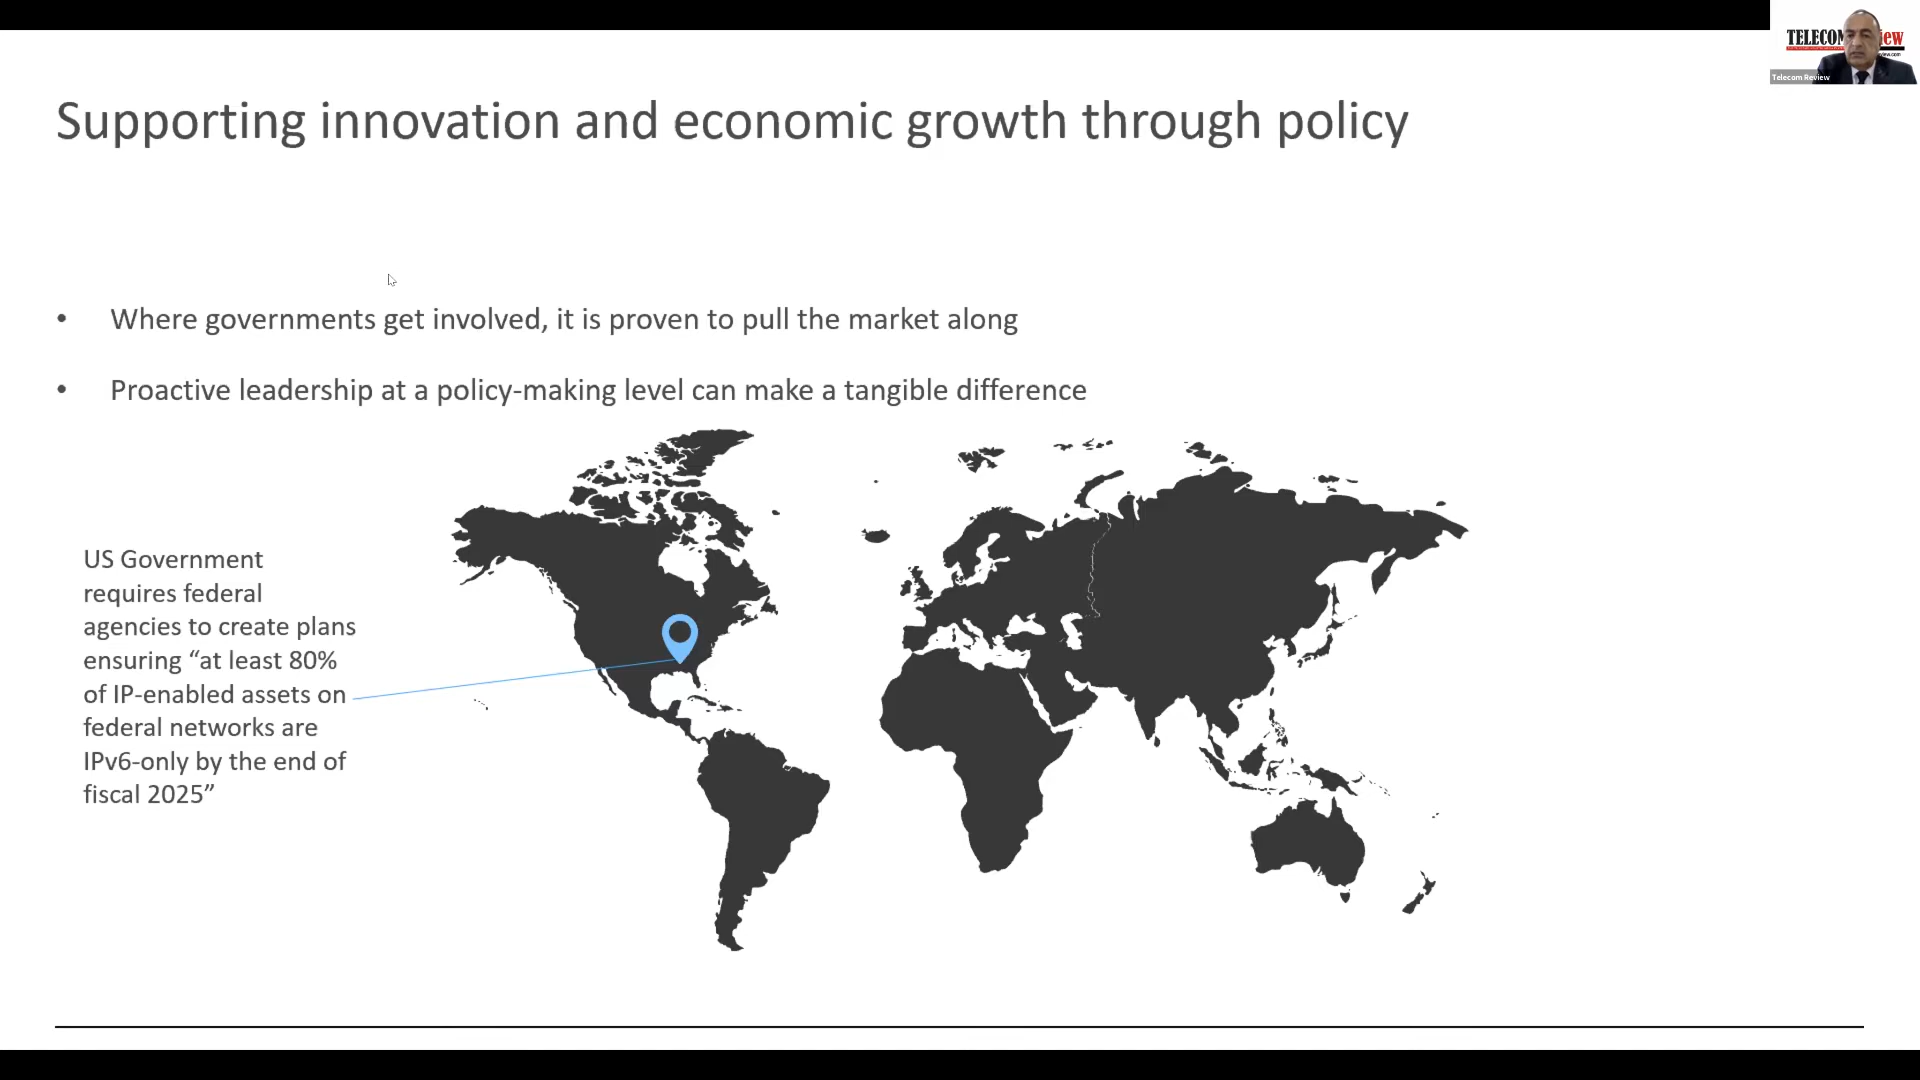 TELECOM
ew
Telecom Review
Supporting innovation and economic growth through policy
• Where governments get involved, it is proven to pull the market along
• Proactive leadership at a policy-making level can make a tangible difference
US Government
requires federal
agencies to create plans
ensuring “at least 80%
of IP-enabled assets on
federal networks are
IPv6-only by the end of
fiscal 2025”